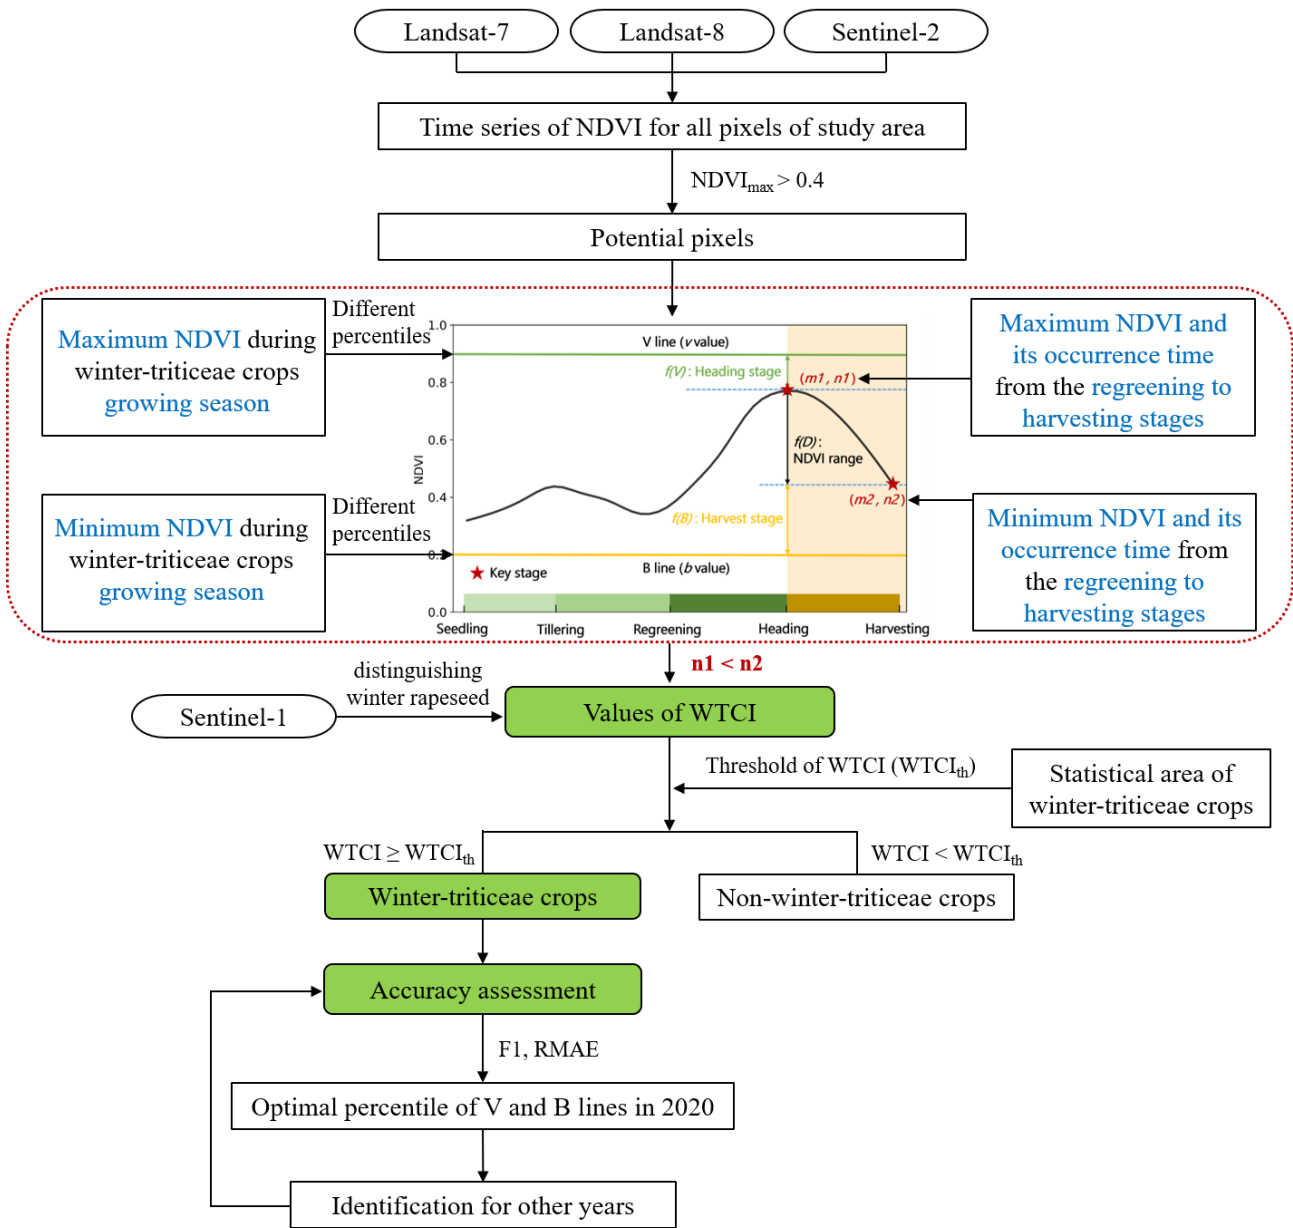 Landsat-7
Landsat-8
Sentinel-2
Time series of NDVI for all pixels of study area
NDVImax > 0.4
Potential pixels
Maximum NDVI during
winter-triticeae crops
growing season
Different
percentiles
Minimum NDVI during
winter-triticeae crops
growing season
Different
percentiles
1.0
0.8
0.6
0.4
0.2
0.0
NDVI
V line (v value)
f(V): Heading stage
(m1, n1)
f(D):
NDVI range
(m2, n2)
f(B): Harvest stage
B line (b value)
Key stage
Seedling
Tillering
Regreening
Heading
Harvesting
Maximum NDVI and
its occurrence time
from the regreening to
harvesting stages
Minimum NDVI and its
occurrence time from
the regreening to
harvesting stages
n1 < n2
Sentinel-1
distinguishing
winter rapeseed
Values of WTCI
Threshold of WTCI (WTCIth)
Statistical area of
winter-triticeae crops
WTCI ≥ WTCIth
WTCI < WTCIth
Winter-triticeae crops
Non-winter-triticeae crops
Accuracy assessment
F1, RMAE
Optimal percentile of V and B lines in 2020
Identification for other years